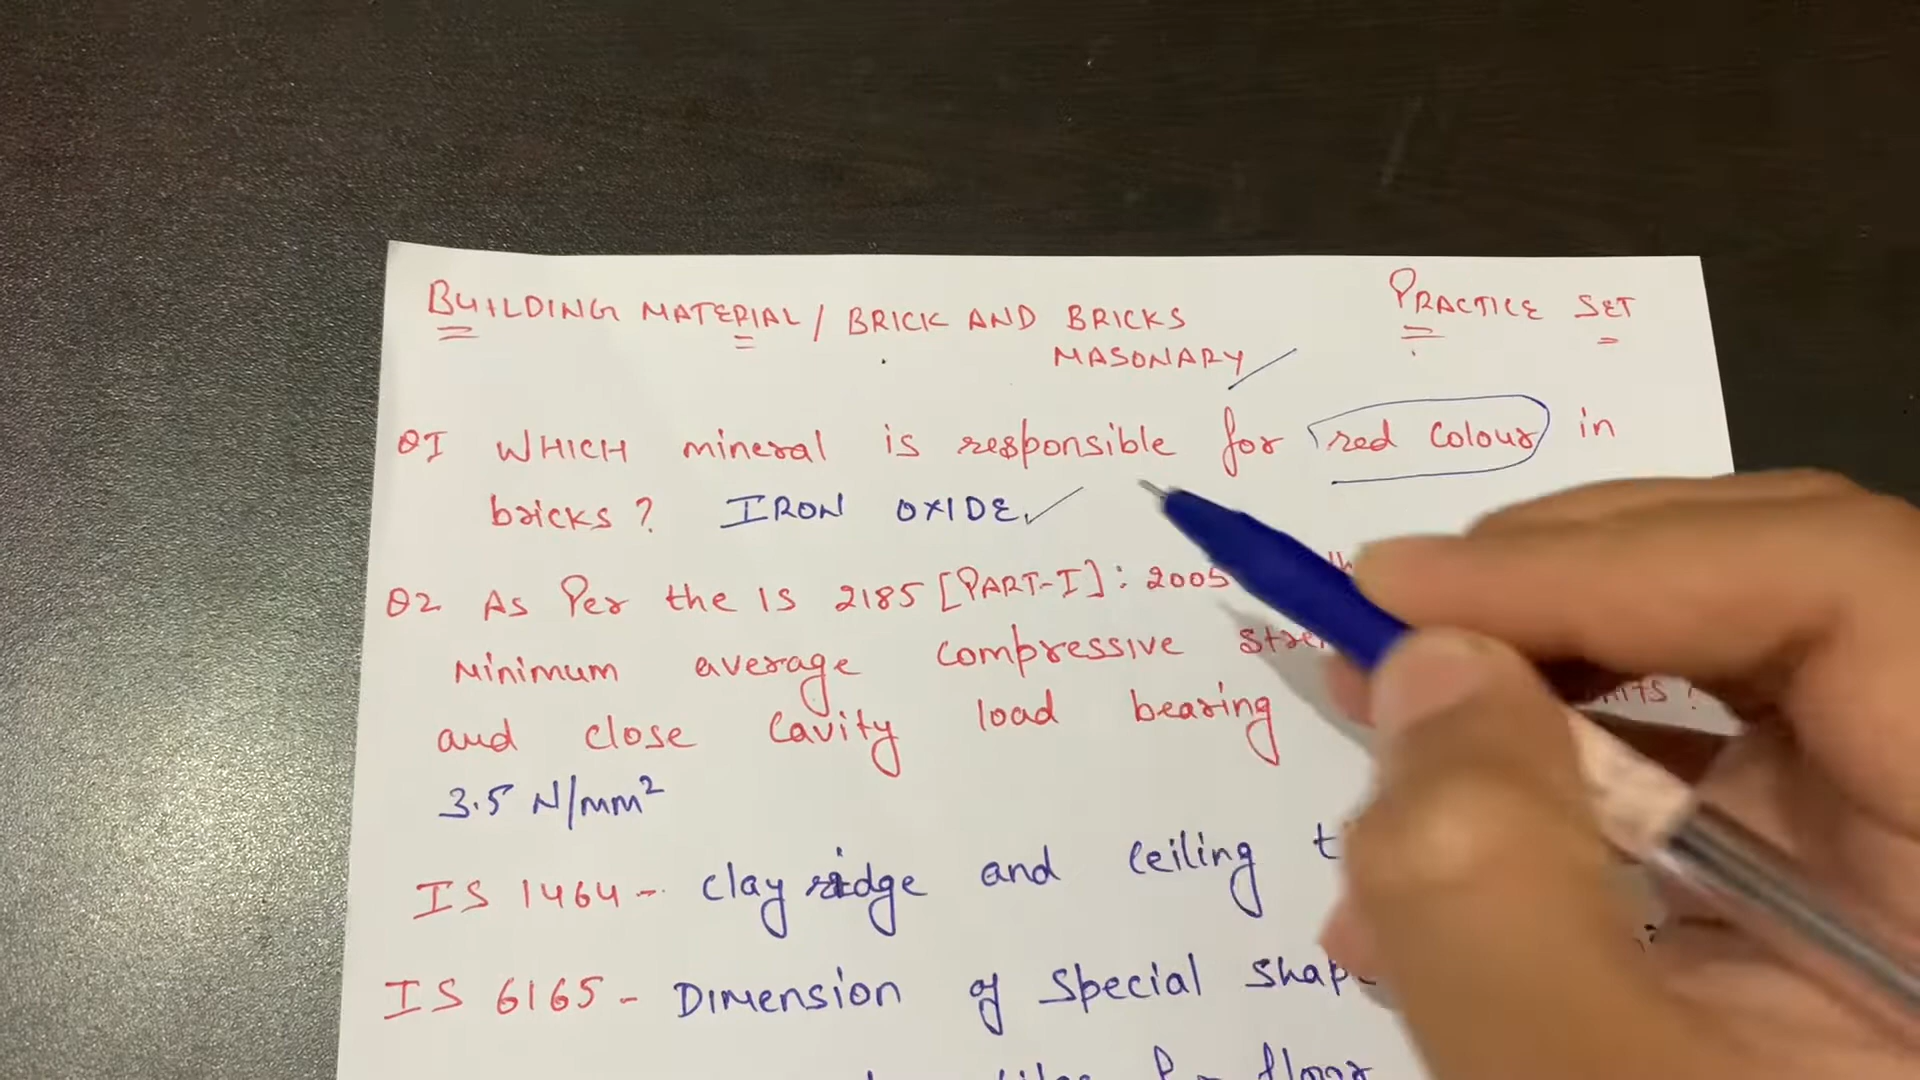 BUILDING MATERIAL / BRICK AND BRICKS
MASONARY
PRACTICE SET
Q1 WHICH mineral is responsible for red colour in
bricks? IRON OXIDE
Q2 As Per the IS 2185 [PART-I]: 2005
Minimum average compressive
and close cavity load bearing
3.5 N/mm²
IS 1464 - clay ridge and ceiling
IS 6165 - Dimension of special
floor